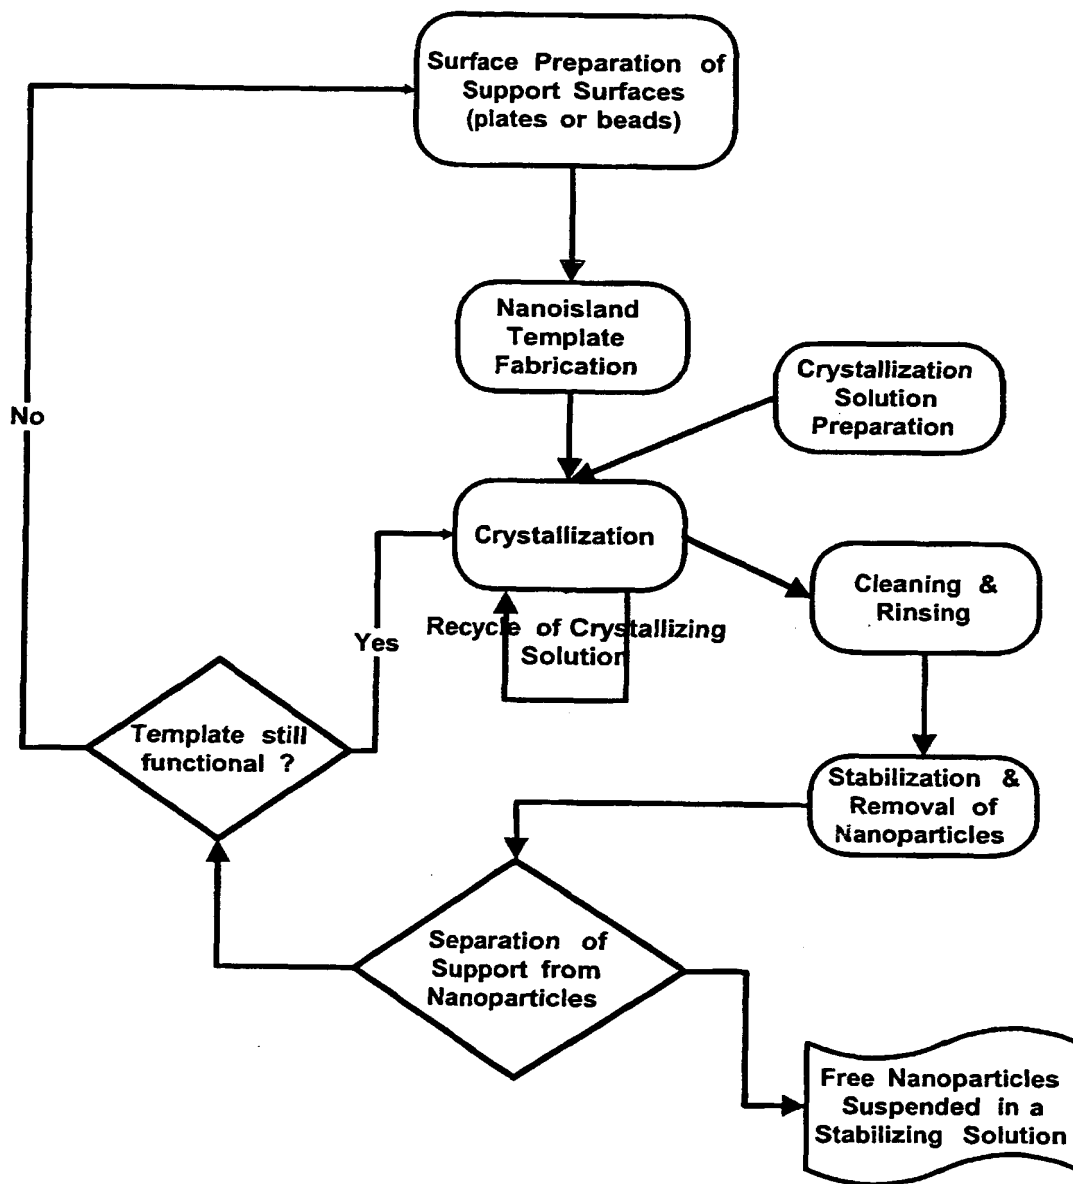 Surface Preparation of
Support Surfaces
(plates or beads)
Nanoisland
Template
Fabrication
Crystallization
Solution
Preparation
No
Crystallization
Cleaning &
Rinsing
Recycle of Crystallizing
Solution
Yes
Template still
functional ?
Stabilization &
Removal of
Nanoparticles
Separation of
Support from
Nanoparticles
Free Nanoparticles
Suspended in a
Stabilizing Solution